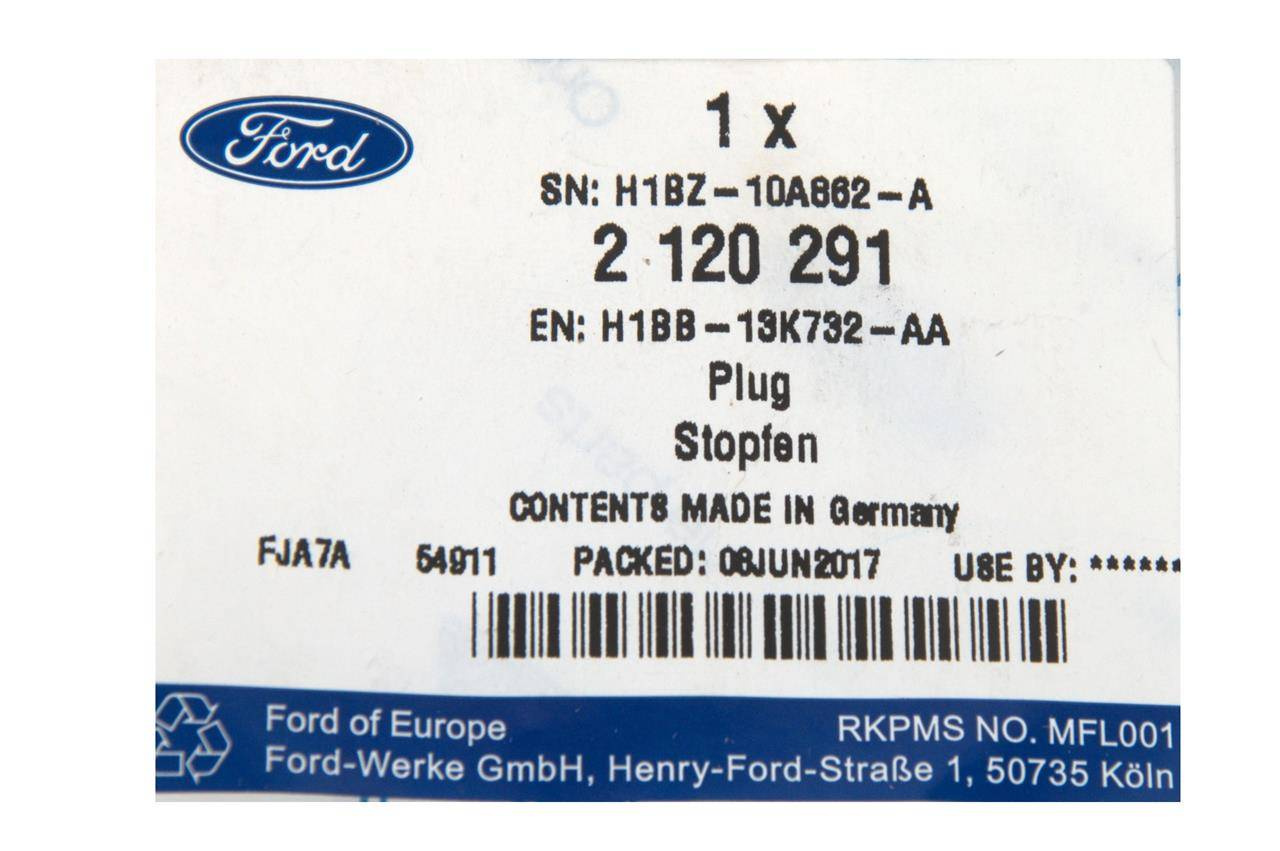 Ford
1 x
SN: H1BZ-10A862-A
2 120 291
EN: H1BB-13K732-AA
Plug
Stopfen
CONTENTS MADE IN Germany
FJA7A 54911 PACKED: 06JUN2017 USE BY: ******
Ford of Europe RKPMS NO. MFL001
Ford-Werke GmbH, Henry-Ford-Straße 1, 50735 Köln